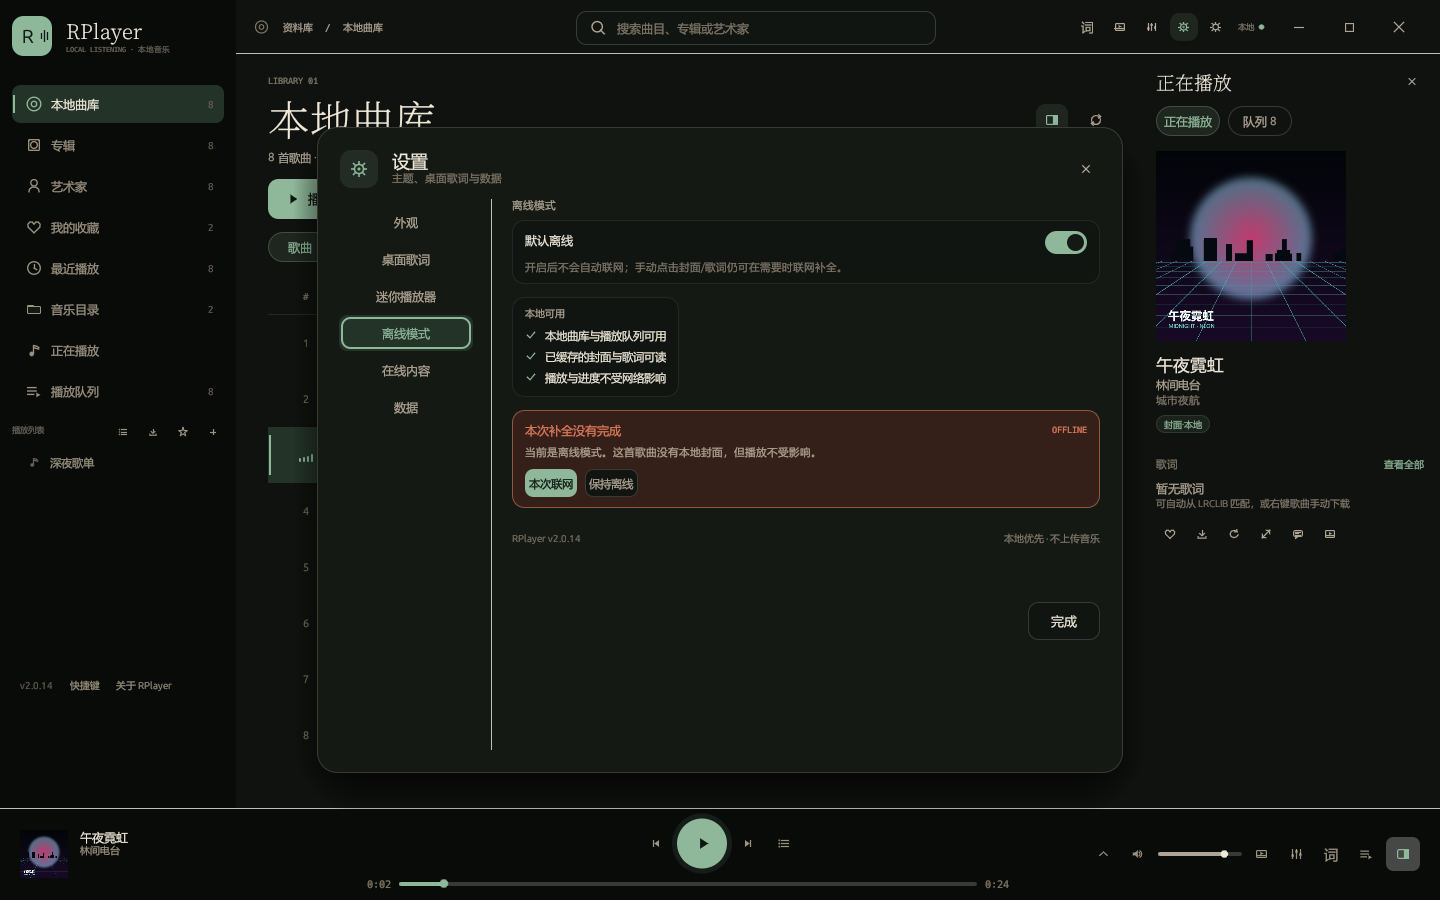 RPlayer
LOCAL LISTENING · 本地音乐
本地曲库 8
专辑 8
艺术家 8
我的收藏 2
最近播放 8
音乐目录 2
正在播放
播放队列 8
播放列表
深夜歌单
v2.0.14 快捷键 关于 RPlayer
资料库 / 本地曲库
搜索曲目、专辑或艺术家
词
本地
LIBRARY 01
本地曲库
8 首歌曲 ·
歌曲
#
1
2
4
5
6
7
8
设置
主题、桌面歌词与数据
外观
桌面歌词
迷你播放器
离线模式
在线内容
数据
离线模式
默认离线
开启后不会自动联网；手动点击封面/歌词仍可在需要时联网补全。
本地可用
本地曲库与播放队列可用
已缓存的封面与歌词可读
播放与进度不受网络影响
本次补全没有完成 OFFLINE
当前是离线模式。这首歌曲没有本地封面，但播放不受影响。
本次联网 保持离线
RPlayer v2.0.14 本地优先 · 不上传音乐
完成
正在播放
正在播放 队列 8
午夜霓虹
MIDNIGHT · NEON
午夜霓虹
林间电台
城市夜航
封面·本地
歌词 查看全部
暂无歌词
可自动从 LRCLIB 匹配，或右键歌曲手动下载
午夜霓虹
林间电台
0:02 0:24
词